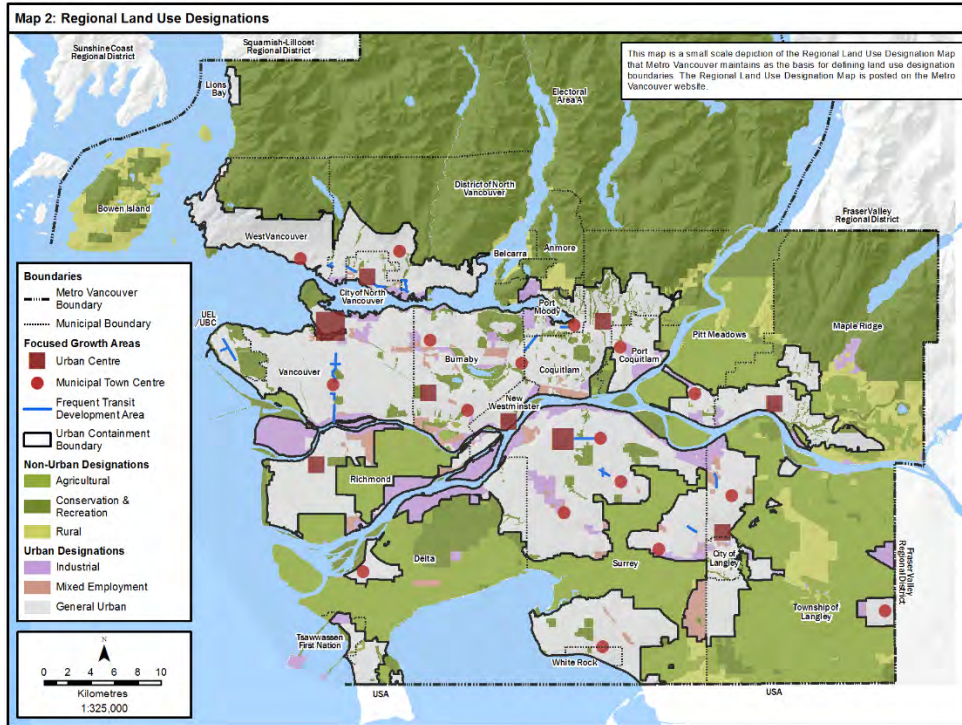 Map 2: Regional Land Use Designations
This map is a small scale depiction of the Regional Land Use Designation Map
that Metro Vancouver maintains as the basis for defining land use designation
boundaries. The Regional Land Use Designation Map is posted on the Metro
Vancouver website.
Sunshine Coast
Regional District
Squamish-Lillooet
Regional District
Lions
Bay
Electoral
Area 'A'
Bowen Island
District of North
Vancouver
Fraser Valley
Regional District
West Vancouver
Belcarra
Anmore
City of North
Vancouver
Port
Moody
UEL
/UBC
Pitt Meadows
Maple Ridge
Vancouver
Burnaby
Coquitlam
Port
Coquitlam
New
Westminster
Richmond
Delta
Surrey
City of
Langley
Township of
Langley
Fraser Valley
Regional District
Tsawwassen
First Nation
White Rock
USA
USA
Boundaries
Metro Vancouver
Boundary
Municipal Boundary
Focused Growth Areas
Urban Centre
Municipal Town Centre
Frequent Transit
Development Area
Urban Containment
Boundary
Non-Urban Designations
Agricultural
Conservation &
Recreation
Rural
Urban Designations
Industrial
Mixed Employment
General Urban
N
0 2 4 6 8 10
Kilometres
1:325,000